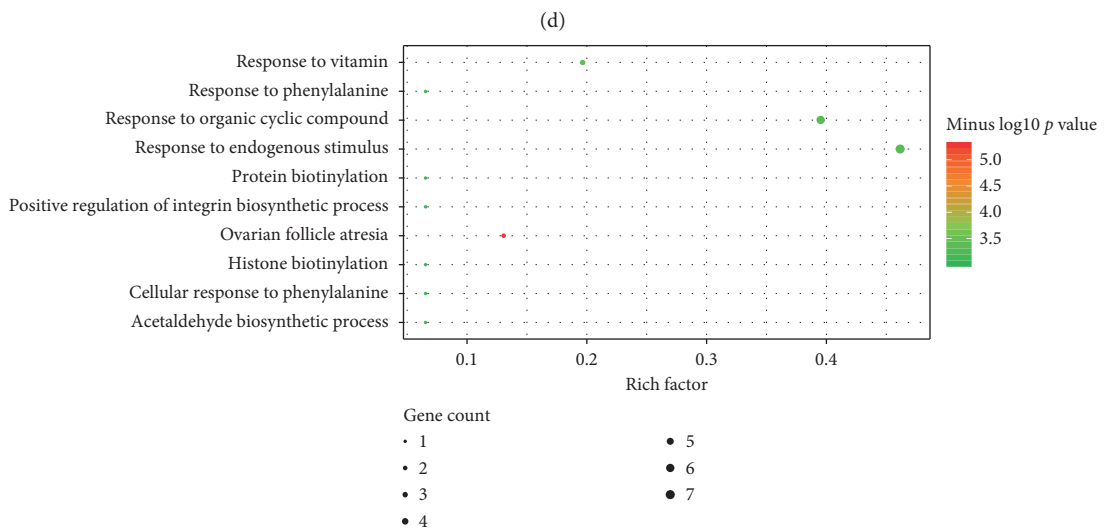 (d)
Response to vitamin
Response to phenylalanine
Response to organic cyclic compound
Response to endogenous stimulus
Protein biotinylation
Positive regulation of integrin biosynthetic process
Ovarian follicle atresia
Histone biotinylation
Cellular response to phenylalanine
Acetaldehyde biosynthetic process
0.1 0.2 0.3 0.4
Rich factor
Minus log10 p value
5.0
4.5
4.0
3.5
Gene count
1
2
3
4
5
6
7